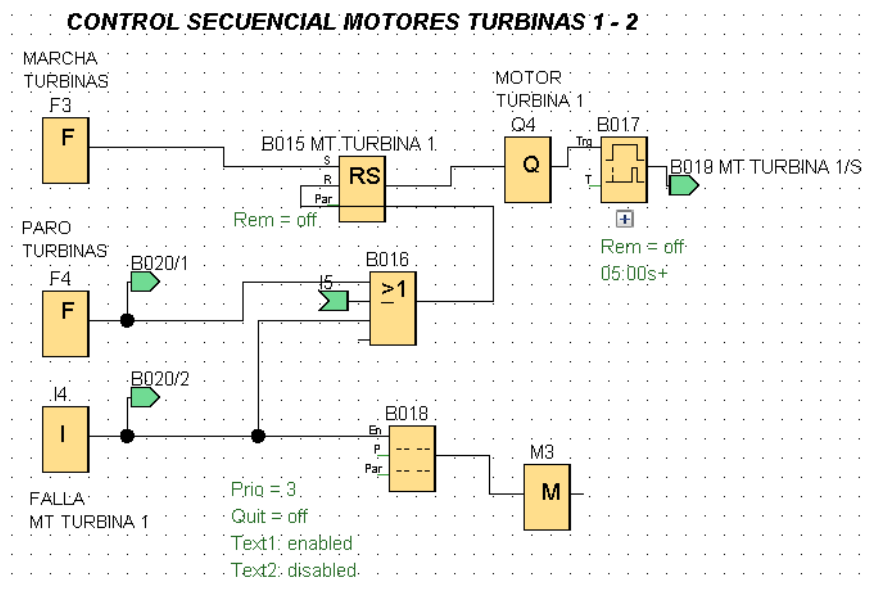 CONTROL SECUENCIAL MOTORES TURBINAS 1 - 2
MARCHA
TURBINAS
F3
F
B015 MT TURBINA 1
S
R
Par
RS
Rem = off
MOTOR
TURBINA 1
Q4
Q
B017
Trg
T
+
Rem = off
05:00s+
B019 MT TURBINA 1/S
PARO
TURBINAS
F4
F
B020/1
I5
B016
≥1
I4
I
B020/2
FALLA
MT TURBINA 1
B018
En
P
Par
Prio = 3
Quit = off
Text1: enabled
Text2: disabled
M3
M